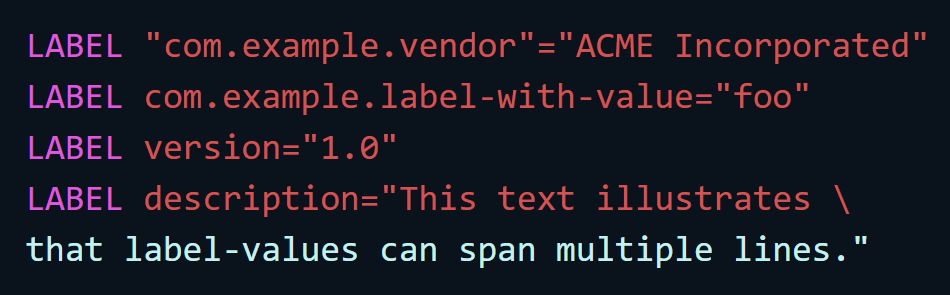 LABEL "com.example.vendor"="ACME Incorporated"
LABEL com.example.label-with-value="foo"
LABEL version="1.0"
LABEL description="This text illustrates \
that label-values can span multiple lines."